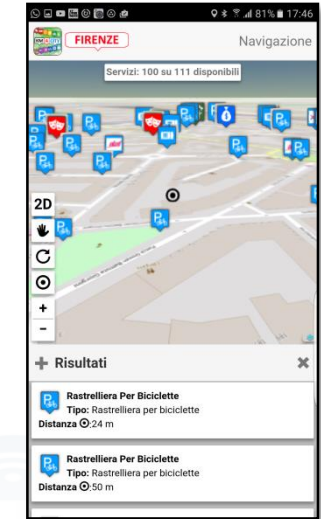 81% 17:46
FIRENZE
Navigazione
Servizi: 100 su 111 disponibili
2D
+
-
+ Risultati ×
Rastrelliera Per Biciclette
Tipo: Rastrelliera per biciclette
Distanza :24 m
Rastrelliera Per Biciclette
Tipo: Rastrelliera per biciclette
Distanza :50 m